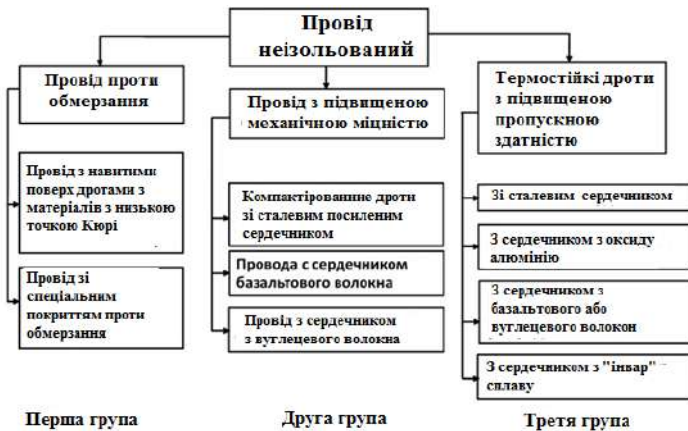 Провід
неізольований
Провід проти
обмерзання
Провід з навитими
поверх дротами з
матеріалів з низькою
точкою Кюрі
Провід зі
спеціальним
покриттям проти
обмерзання
Перша група
Провід з підвищеною
механічною міцністю
Компактірованние дроти
зі сталевим посиленим
сердечником
Провода с сердечником
базальтового волокна
Провід з сердечником
з вуглецевого волокна
Друга група
Термостійкі дроти
з підвищеною
пропускною
здатністю
Зі сталевим сердечником
З сердечником з оксиду
алюмінію
З сердечником з
базальтового або
вуглецевого волокон
З сердечником з "інвар"
сплаву
Третя група